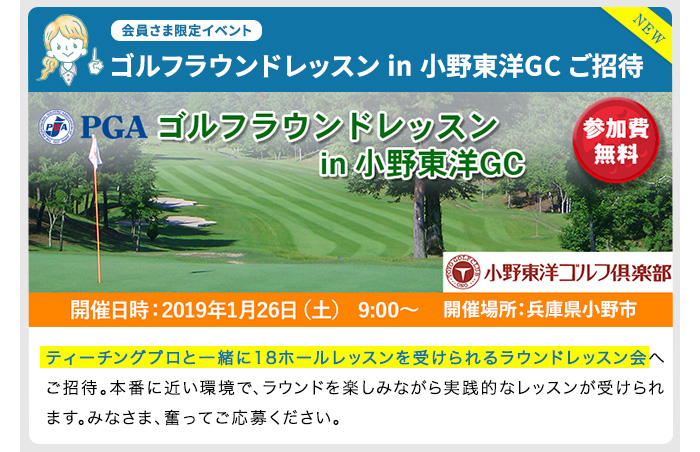 会員さま限定イベント
NEW
ゴルフラウンドレッスン in 小野東洋GC ご招待
PGA ゴルフラウンドレッスン
in 小野東洋GC
参加費
無料
小野東洋ゴルフ倶楽部
開催日時：2019年1月26日（土） 9:00～ 開催場所：兵庫県小野市
ティーチングプロと一緒に18ホールレッスンを受けられるラウンドレッスン会へ
ご招待。本番に近い環境で、ラウンドを楽しみながら実践的なレッスンが受けられ
ます。みなさま、奮ってご応募ください。